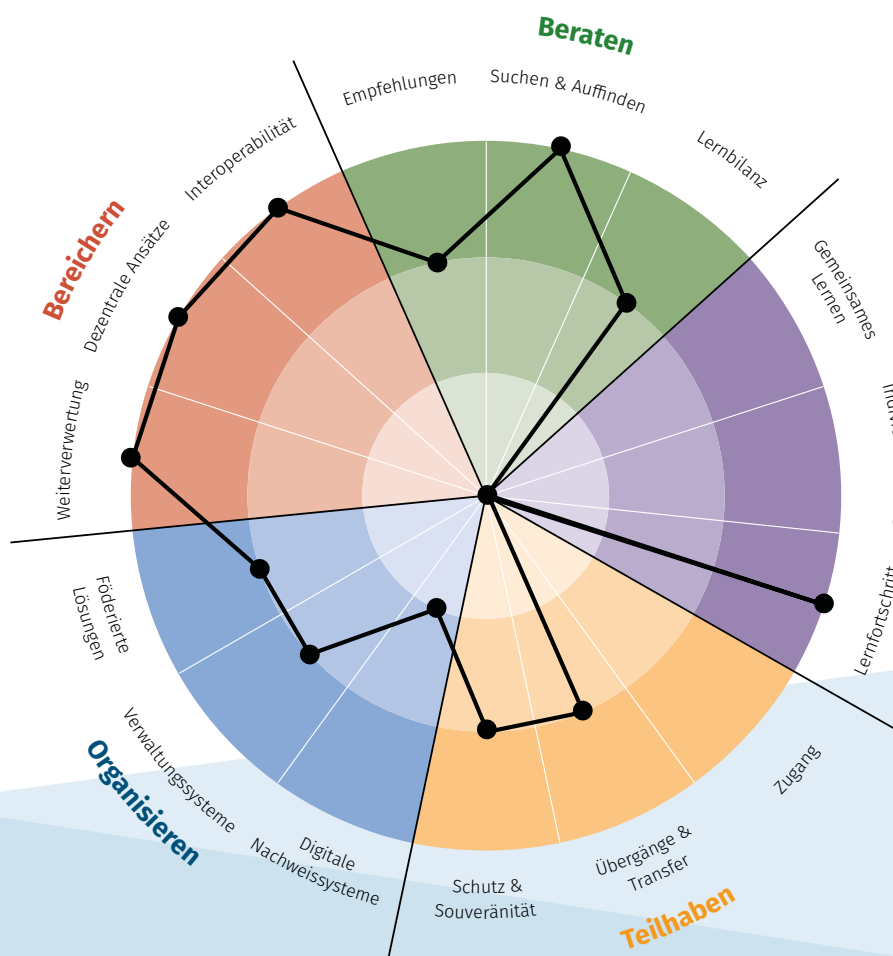 Beraten
Empfehlungen
Suchen & Auffinden
Lernbilanz
Gemeinsames
Lernen
Lernfortschritt
Zugang
Teilhaben
Übergänge &
Transfer
Schutz &
Souveränität
Organisieren
Digitale
Nachweissysteme
Verwaltungssysteme
Föderierte
Lösungen
Bereichern
Weiterverwertung
Dezentrale Ansätze
Interoperabilität